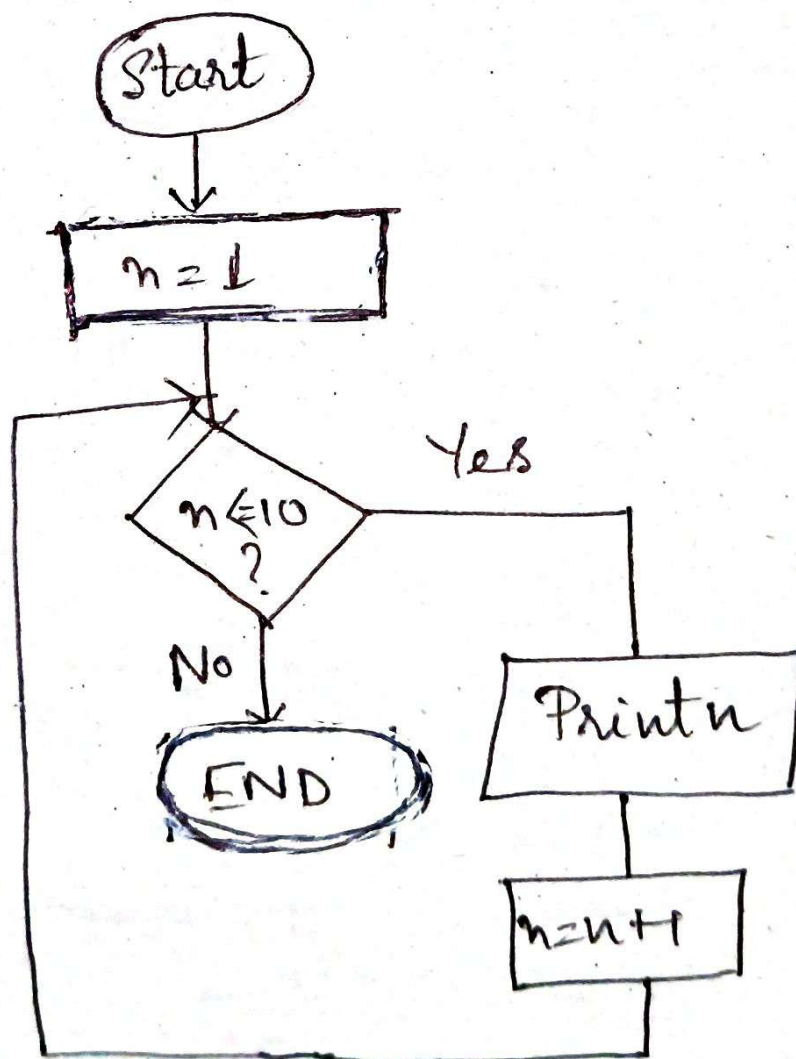 Start
n = 1
n <= 10
?
Yes
No
Print n
END
n=n+1